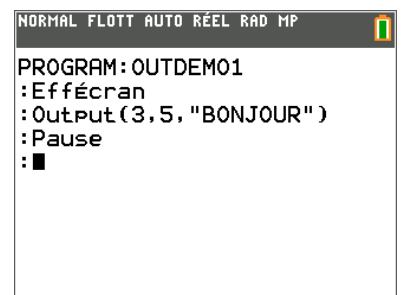 NORMAL FLOTT AUTO RÉEL RAD MP
PROGRAM:OUTDEMO1
:EffÉcran
:Output(3,5,"BONJOUR")
:Pause
: